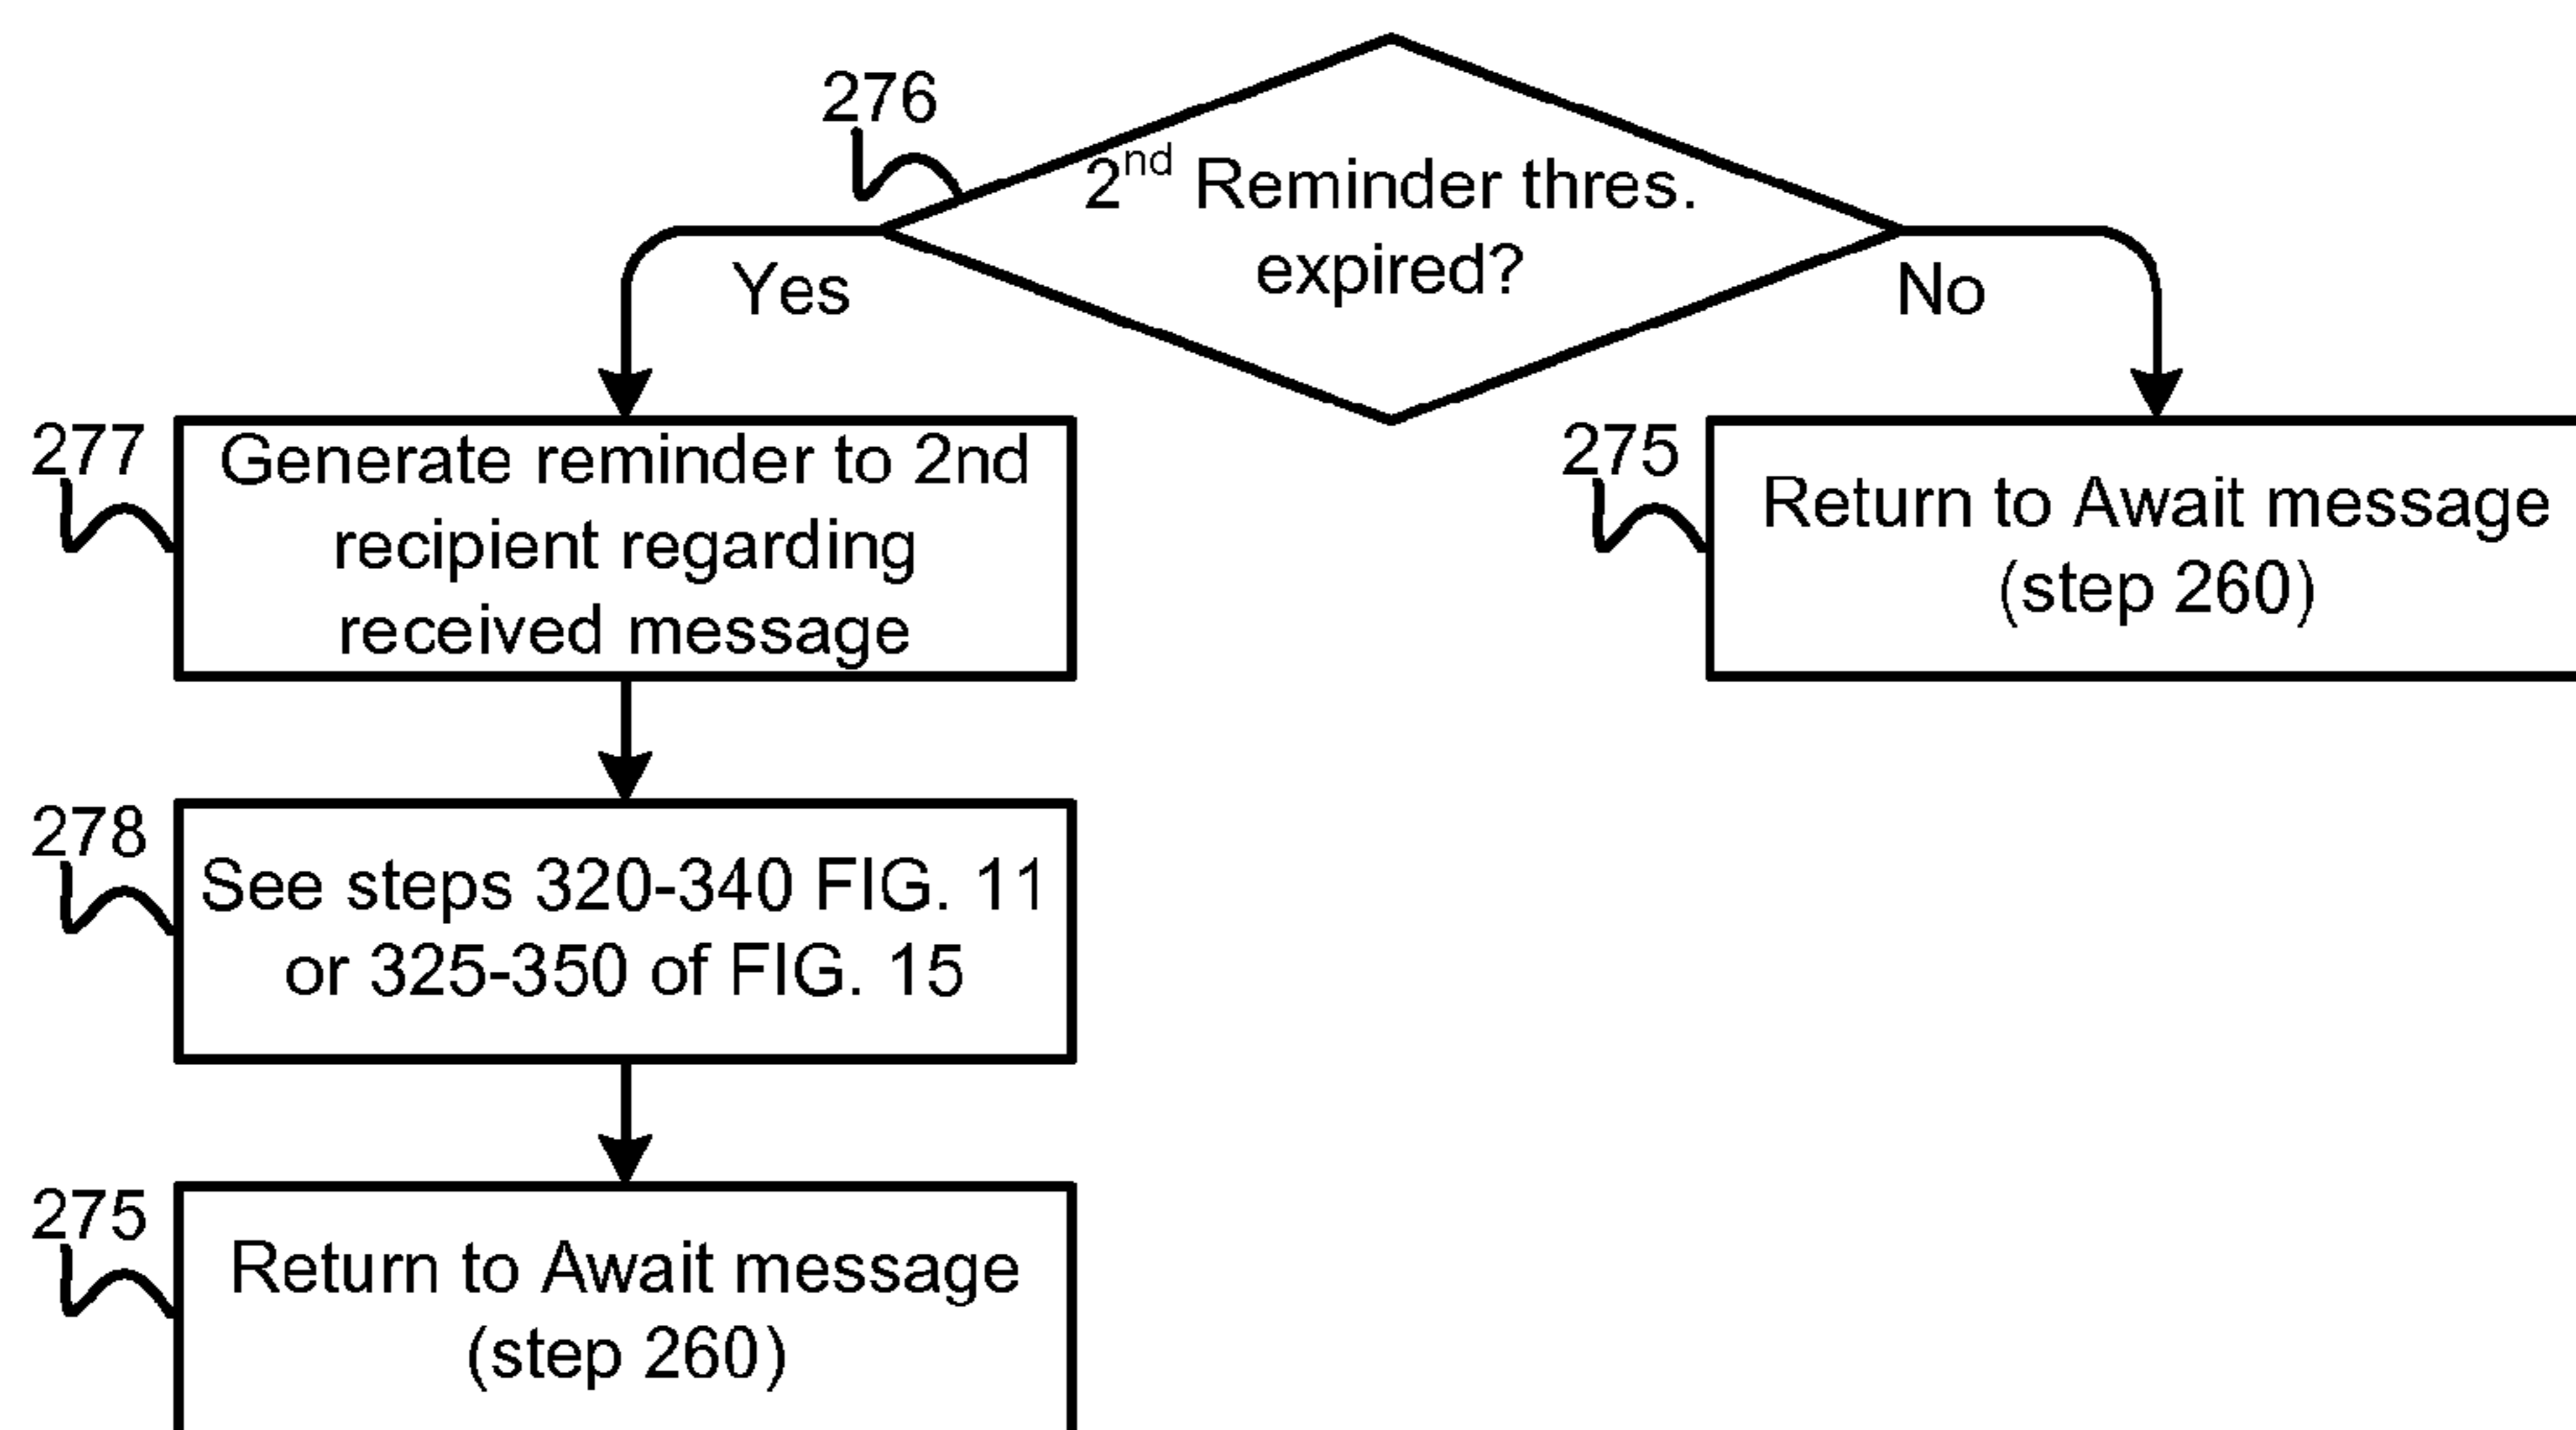 276
2nd Reminder thres.
expired?
Yes
No
277
Generate reminder to 2nd
recipient regarding
received message
275
Return to Await message
(step 260)
278
See steps 320-340 FIG. 11
or 325-350 of FIG. 15
275
Return to Await message
(step 260)